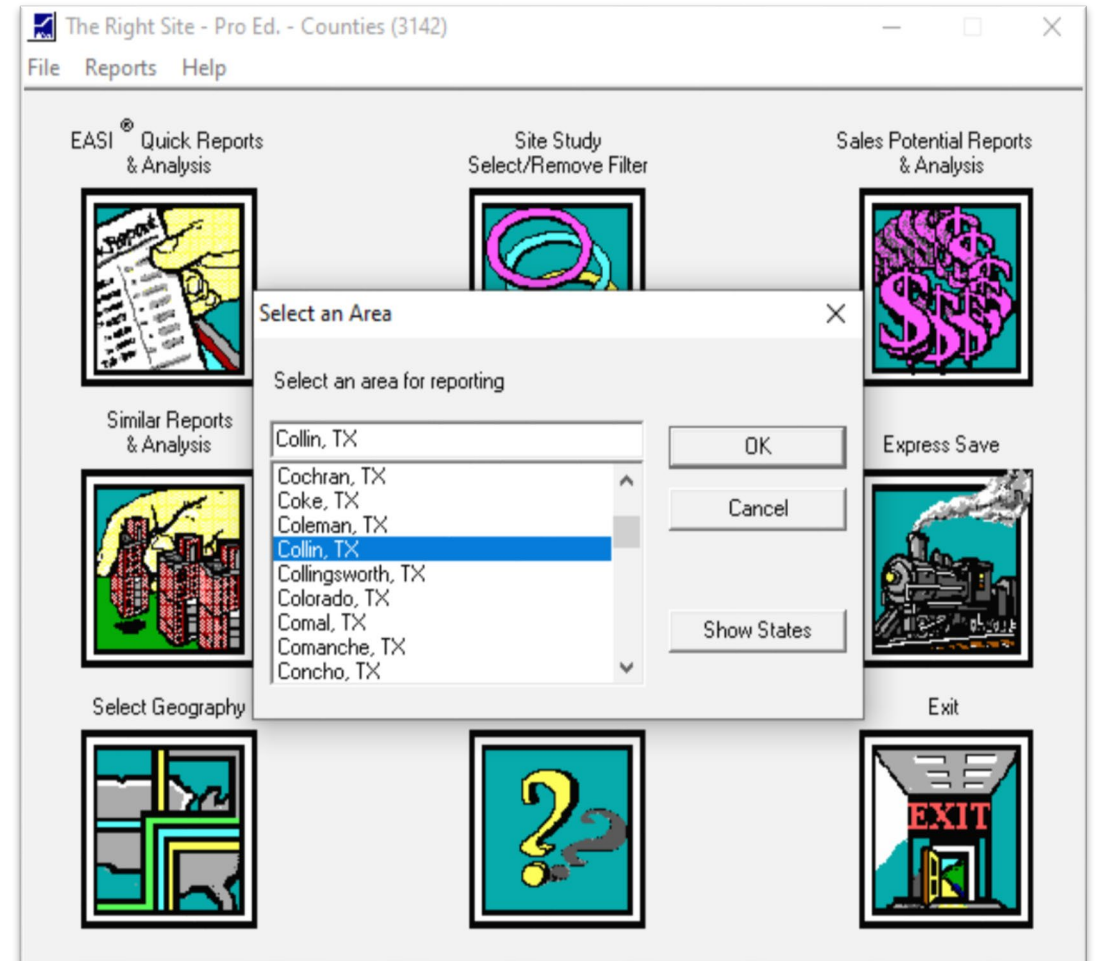 The Right Site - Pro Ed. - Counties (3142)
File Reports Help
EASI ® Quick Reports
& Analysis
Site Study
Select/Remove Filter
Sales Potential Reports
& Analysis
Report
Select an Area
Select an area for reporting
Collin, TX
Cochran, TX
Coke, TX
Coleman, TX
Collin, TX
Collingsworth, TX
Colorado, TX
Comal, TX
Comanche, TX
Concho, TX
OK
Cancel
Show States
Similar Reports
& Analysis
Express Save
Select Geography
Exit
EXIT